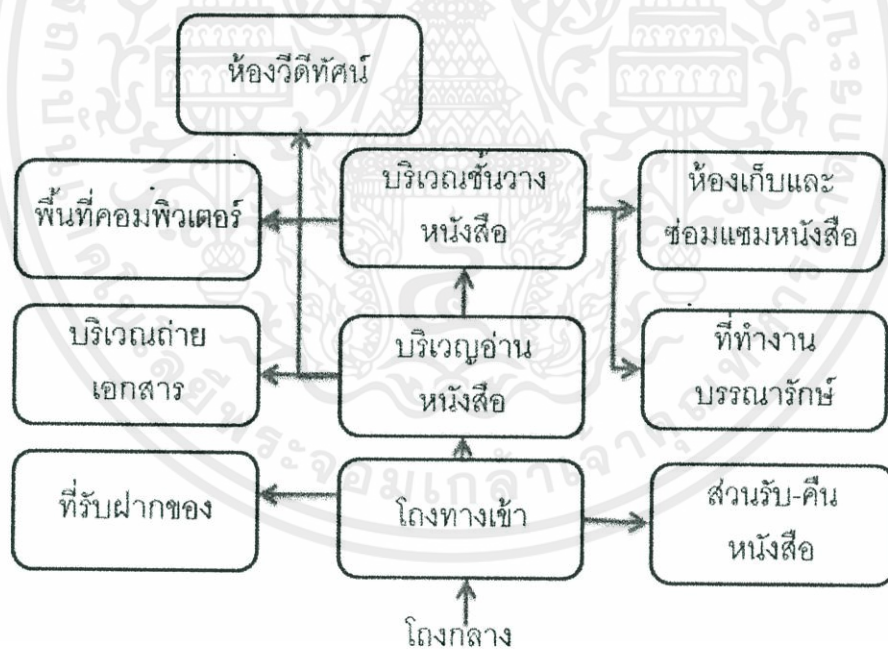 ห้องวีดีทัศน์
พื้นที่คอมพิวเตอร์
บริเวณชั้นวาง
หนังสือ
ห้องเก็บและ
ซ่อมแซมหนังสือ
บริเวณถ่าย
เอกสาร
บริเวญอ่าน
หนังสือ
ที่ทำงาน
บรรณารักษ์
ที่รับฝากของ
โถงทางเข้า
ส่วนรับ-คืน
หนังสือ
โถงกลาง